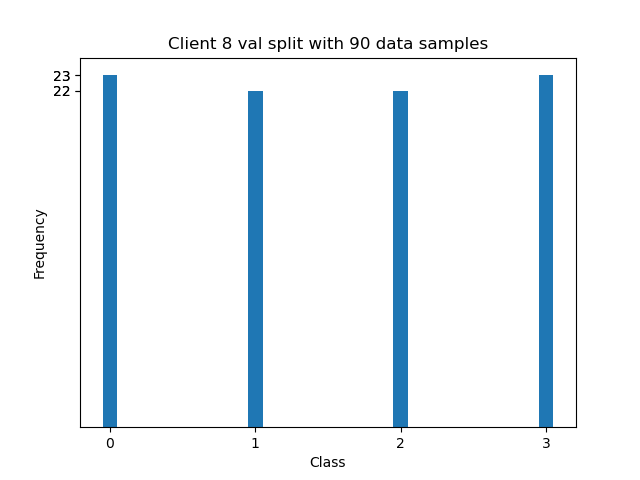 Client 8 val split with 90 data samples
23
22
Frequency
0 1 2 3
Class